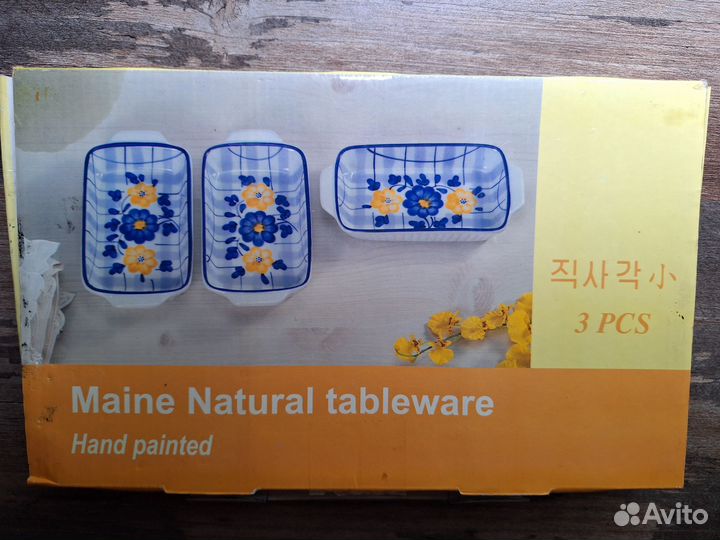 직사각 小
3 PCS
Maine Natural tableware
Hand painted
Avito